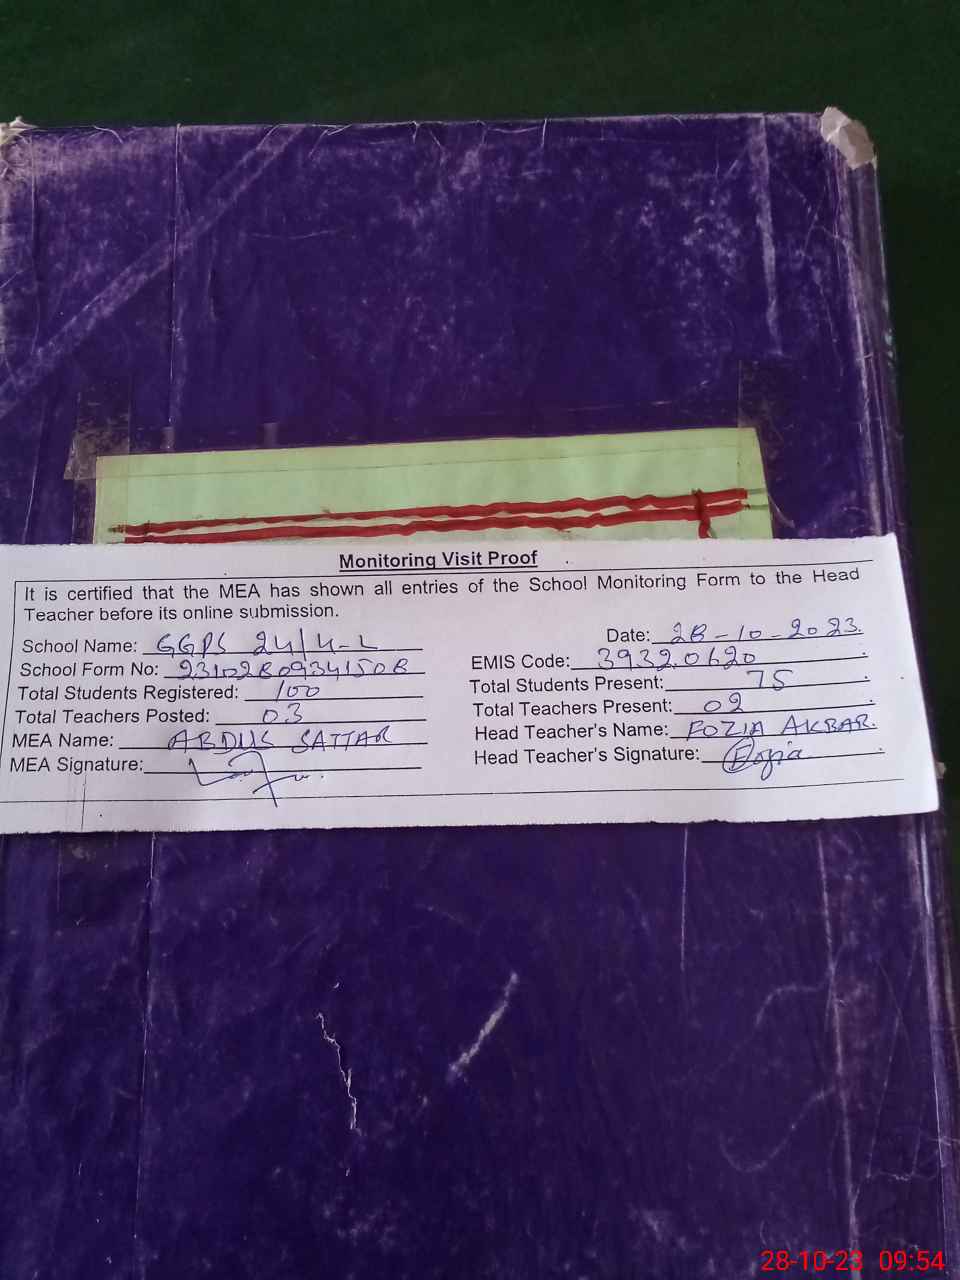 Monitoring Visit Proof
It is certified that the MEA has shown all entries of the School Monitoring Form to the Head
Teacher before its online submission.
School Name: GGPS 24/4-L
Date: 28-10-2023
School Form No: 23102809341508
EMIS Code: 39320620
Total Students Registered: 100
Total Students Present: 75
Total Teachers Posted: 03
Total Teachers Present: 02
MEA Name: ABDUS SATTAR
Head Teacher's Name: FOZIA AKBAR
MEA Signature:
Head Teacher's Signature: Fozia
28-10-23 09:54